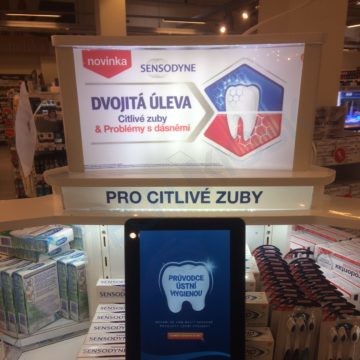 novinka
SENSODYNE
DVOJITÁ ÚLEVA
Citlivé zuby
& Problémy s dásněmi
PRO CITLIVÉ ZUBY
PRŮVODCE
ÚSTNÍ
HYGIENOU
SENSODYNE
SENSODYNE
SENSODYNE